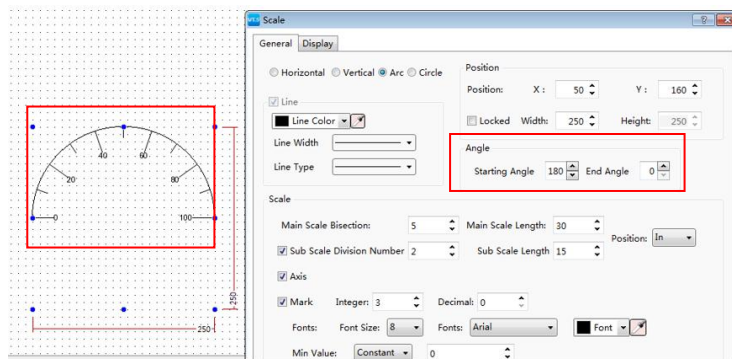 Scale
General Display
Horizontal Vertical Arc Circle
Position
Position: X : 50 Y : 160
Locked Width: 250 Height: 250
Line
Line Color
Line Width
Line Type
Angle
Starting Angle 180 End Angle 0
Scale
Main Scale Bisection: 5 Main Scale Length: 30
Position: In
Sub Scale Division Number 2 Sub Scale Length 15
Axis
Mark Integer: 3 Decimal: 0
Fonts: Font Size: 8 Fonts: Arial Font
Min Value: Constant 0
40 60
20 80
0 100
250
250